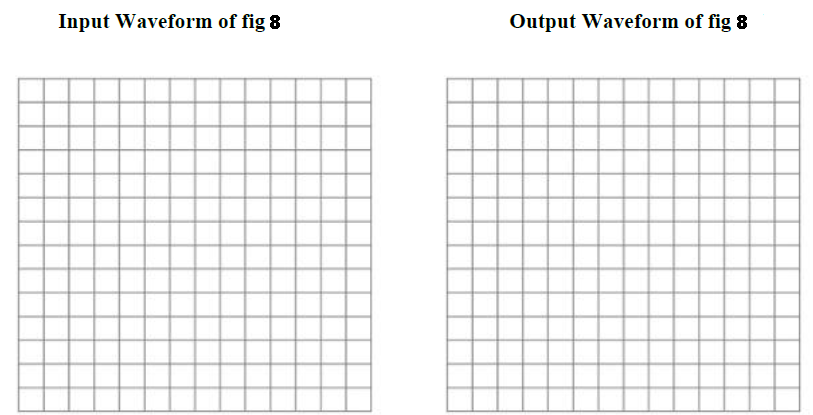 Input Waveform of fig 8
Output Waveform of fig 8